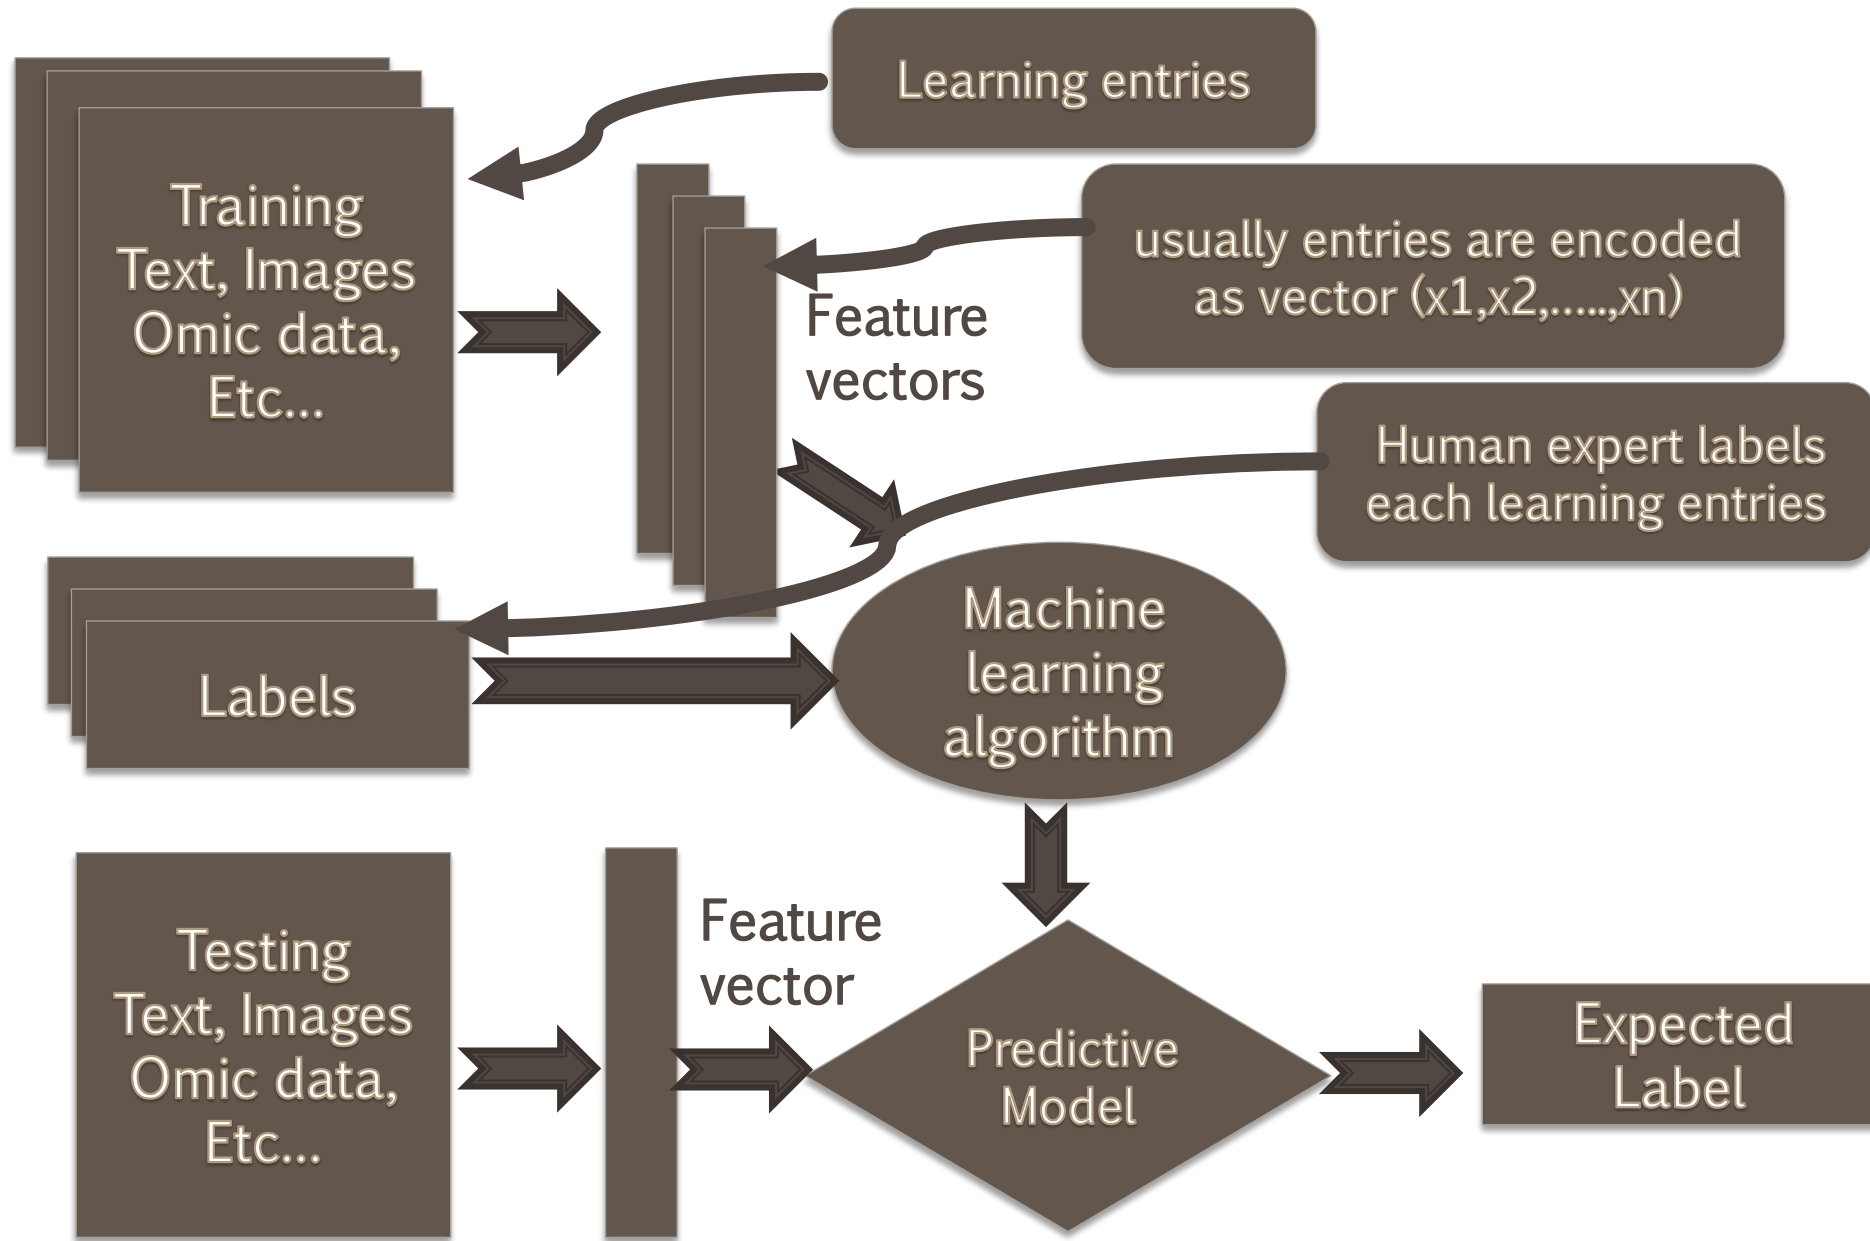 Learning entries
Training
Text, Images
Omic data,
Etc...
usually entries are encoded
as vector (x1,x2,.....,xn)
Feature
vectors
Human expert labels
each learning entries
Labels
Machine
learning
algorithm
Testing
Text, Images
Omic data,
Etc...
Feature
vector
Predictive
Model
Expected
Label